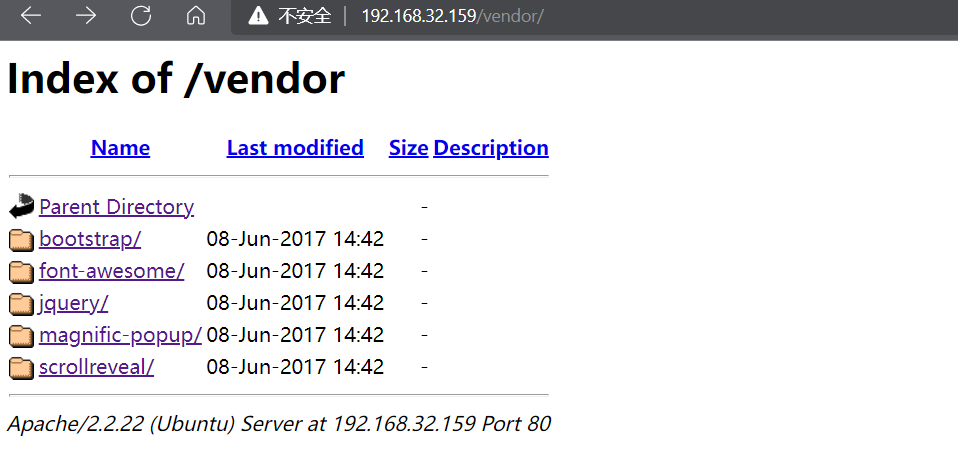 不安全 | 192.168.32.159/vendor/
Index of /vendor
Name Last modified Size Description
Parent Directory -
bootstrap/ 08-Jun-2017 14:42 -
font-awesome/ 08-Jun-2017 14:42 -
jquery/ 08-Jun-2017 14:42 -
magnific-popup/ 08-Jun-2017 14:42 -
scrollreveal/ 08-Jun-2017 14:42 -
Apache/2.2.22 (Ubuntu) Server at 192.168.32.159 Port 80